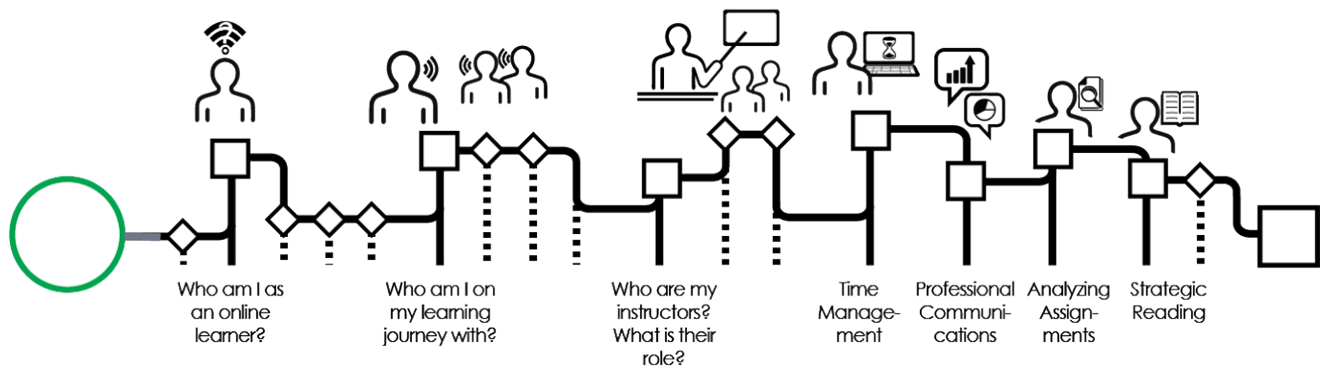 Who am I as
an online
learner?
Who am I on
my learning
journey with?
Who are my
instructors?
What is their
role?
Time
Manage-
ment
Professional
Communi-
cations
Analyzing
Assign-
ments
Strategic
Reading